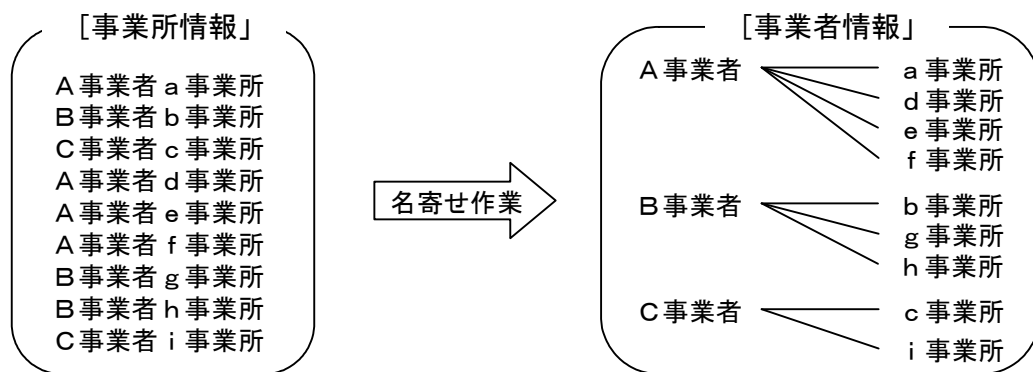 ［事業所情報」
Ａ事業者ａ事業所
Ｂ事業者ｂ事業所
Ｃ事業者ｃ事業所
Ａ事業者ｄ事業所
Ａ事業者ｅ事業所
Ａ事業者ｆ事業所
Ｂ事業者ｇ事業所
Ｂ事業者ｈ事業所
Ｃ事業者ｉ事業所
名寄せ作業
［事業者情報」
Ａ事業者
ａ事業所
ｄ事業所
ｅ事業所
ｆ事業所
Ｂ事業者
ｂ事業所
ｇ事業所
ｈ事業所
Ｃ事業者
ｃ事業所
ｉ事業所